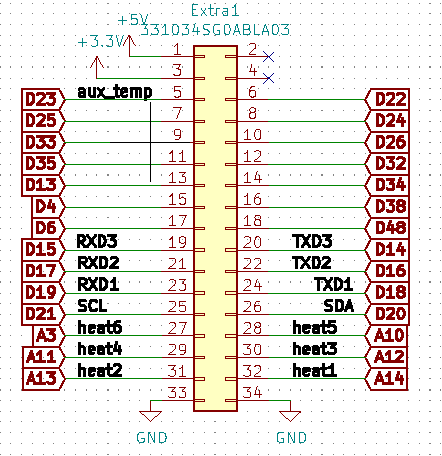 Extra1
+5V
331034SG0ABLA03
+3.3V
1 2
3 4
aux_temp
D23 5 6 D22
D25 7 8 D24
D33 9 10 D26
D35 11 12 D32
D13 13 14 D34
D4 15 16 D38
D6 17 18 D48
D15 RXD3 19 20 TXD3 D14
D17 RXD2 21 22 TXD2 D16
D19 RXD1 23 24 TXD1 D18
D21 SCL 25 26 SDA D20
A3 heat6 27 28 heat5 A10
A11 heat4 29 30 heat3 A12
A13 heat2 31 32 heat1 A14
33 34
GND GND